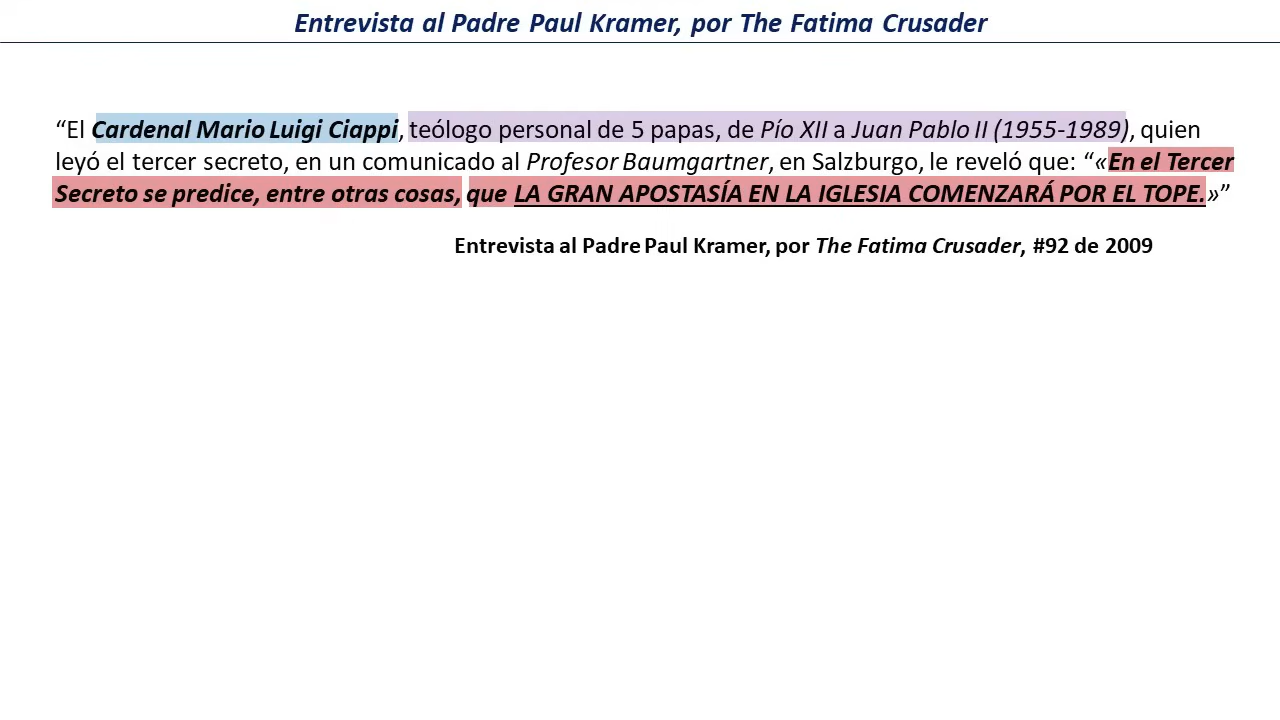 Entrevista al Padre Paul Kramer, por The Fatima Crusader
“El Cardenal Mario Luigi Ciappi, teólogo personal de 5 papas, de Pío XII a Juan Pablo II (1955-1989), quien
leyó el tercer secreto, en un comunicado al Profesor Baumgartner, en Salzburgo, le reveló que: “«En el Tercer
Secreto se predice, entre otras cosas, que LA GRAN APOSTASÍA EN LA IGLESIA COMENZARÁ POR EL TOPE.»”
Entrevista al Padre Paul Kramer, por The Fatima Crusader, #92 de 2009